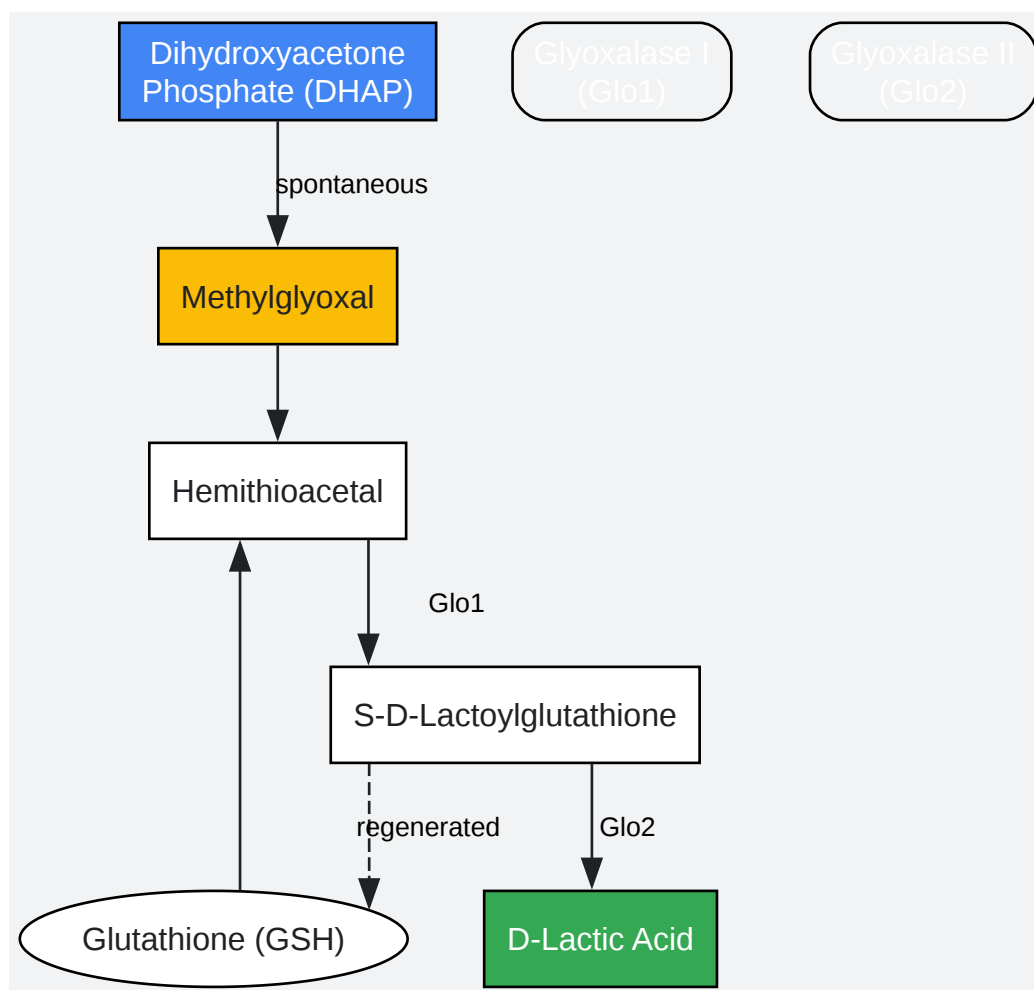 Dihydroxyacetone
Phosphate (DHAP)
Glyoxalase I
(Glo1)
Glyoxalase II
(Glo2)
spontaneous
Methylglyoxal
Hemithioacetal
Glo1
S-D-Lactoylglutathione
regenerated
Glo2
Glutathione (GSH)
D-Lactic Acid